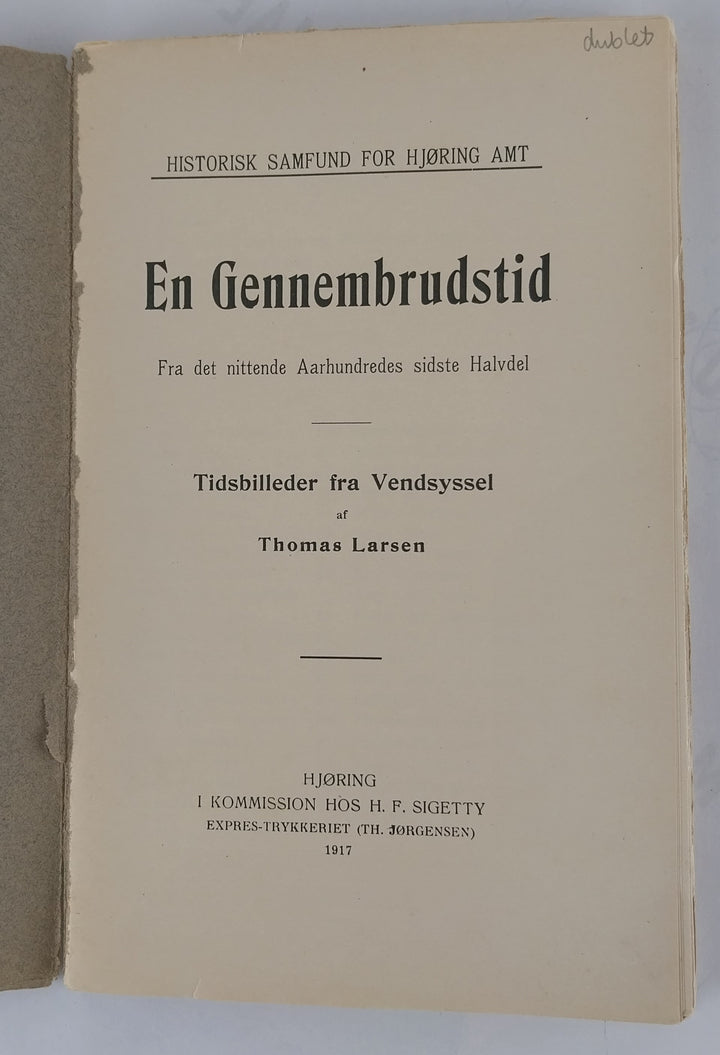 dublet
HISTORISK SAMFUND FOR HJØRING AMT
En Gennembrudstid
Fra det nittende Aarhundredes sidste Halvdel
Tidsbilleder fra Vendsyssel
af
Thomas Larsen
HJØRING
I KOMMISSION HOS H. F. SIGETTY
EXPRES-TRYKKERIET (TH. JØRGENSEN)
1917